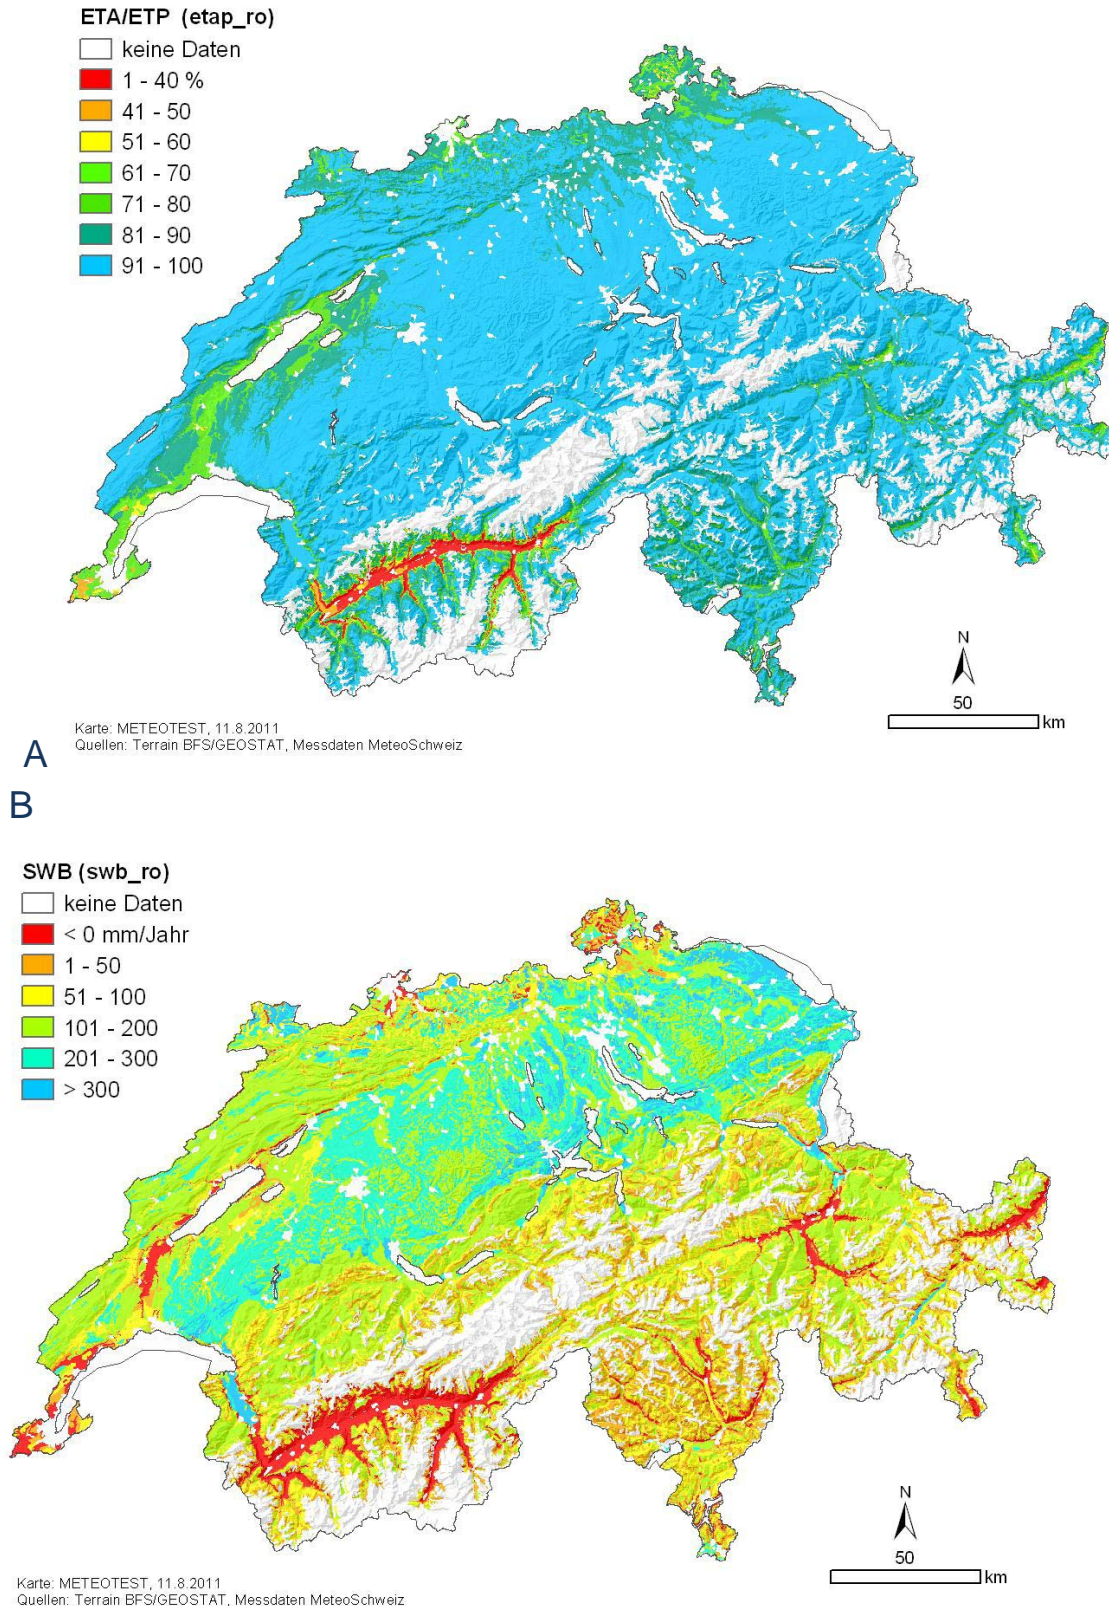 ETA/ETP (etap_ro)
keine Daten
1 - 40 %
41 - 50
51 - 60
61 - 70
71 - 80
81 - 90
91 - 100
N
50
km
Karte: METEOTEST, 11.8.2011
Quellen: Terrain BFS/GEOSTAT, Messdaten MeteoSchweiz
A
B
SWB (swb_ro)
keine Daten
< 0 mm/Jahr
1 - 50
51 - 100
101 - 200
201 - 300
> 300
N
50
km
Karte: METEOTEST, 11.8.2011
Quellen: Terrain BFS/GEOSTAT, Messdaten MeteoSchweiz